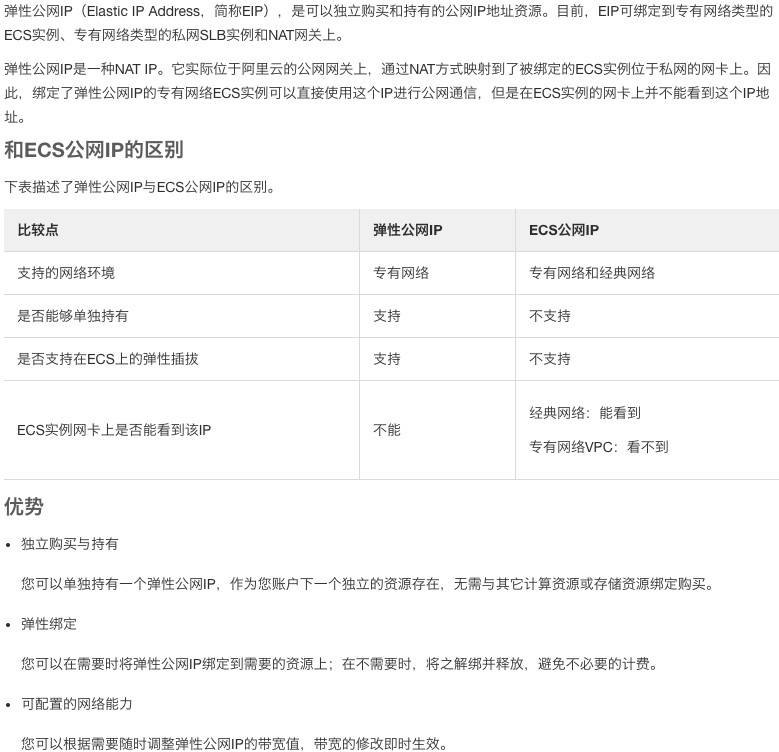 弹性公网IP（Elastic IP Address，简称EIP），是可以独立购买和持有的公网IP地址资源。目前，EIP可绑定到专有网络类型的
ECS实例、专有网络类型的私网SLB实例和NAT网关上。
弹性公网IP是一种NAT IP。它实际位于阿里云的公网网关上，通过NAT方式映射到了被绑定的ECS实例位于私网的网卡上。因
此，绑定了弹性公网IP的专有网络ECS实例可以直接使用这个IP进行公网通信，但是在ECS实例的网卡上并不能看到这个IP地
址。
和ECS公网IP的区别
下表描述了弹性公网IP与ECS公网IP的区别。
比较点 弹性公网IP ECS公网IP
支持的网络环境 专有网络 专有网络和经典网络
是否能够单独持有 支持 不支持
是否支持在ECS上的弹性插拔 支持 不支持
ECS实例网卡上是否能看到该IP 不能 经典网络：能看到
专有网络VPC：看不到
优势
• 独立购买与持有
您可以单独持有一个弹性公网IP，作为您账户下一个独立的资源存在，无需与其它计算资源或存储资源绑定购买。
• 弹性绑定
您可以在需要时将弹性公网IP绑定到需要的资源上；在不需要时，将之解绑并释放，避免不必要的计费。
• 可配置的网络能力
您可以根据需要随时调整弹性公网IP的带宽值，带宽的修改即时生效。